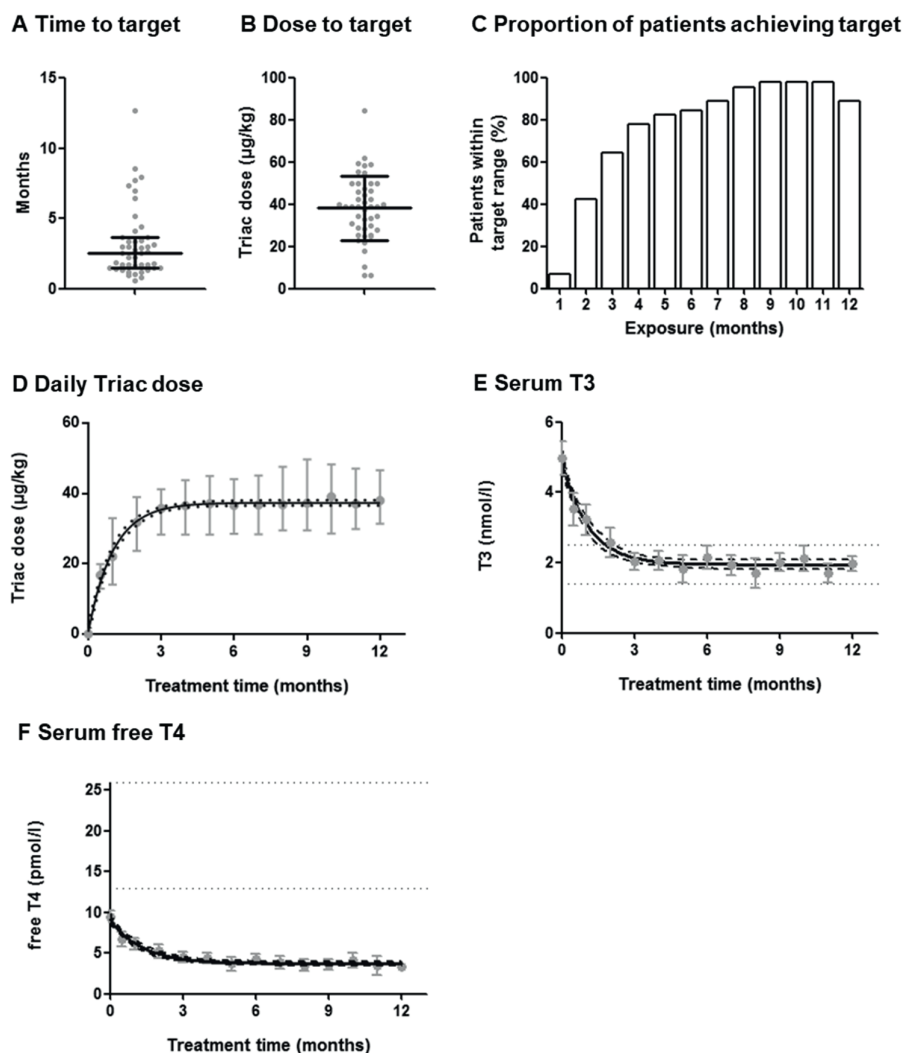 A Time to target
B Dose to target
C Proportion of patients achieving target
Months
15
10
5
0
Triac dose (µg/kg)
100
80
60
40
20
0
Patients within
target range (%)
100
80
60
40
20
0
1 2 3 4 5 6 7 8 9 10 11 12
Exposure (months)
D Daily Triac dose
Triac dose (µg/kg)
60
40
20
0
0 3 6 9 12
Treatment time (months)
E Serum T3
T3 (nmol/l)
6
4
2
0
0 3 6 9 12
Treatment time (months)
F Serum free T4
free T4 (pmol/l)
25
20
15
10
5
0
0 3 6 9 12
Treatment time (months)